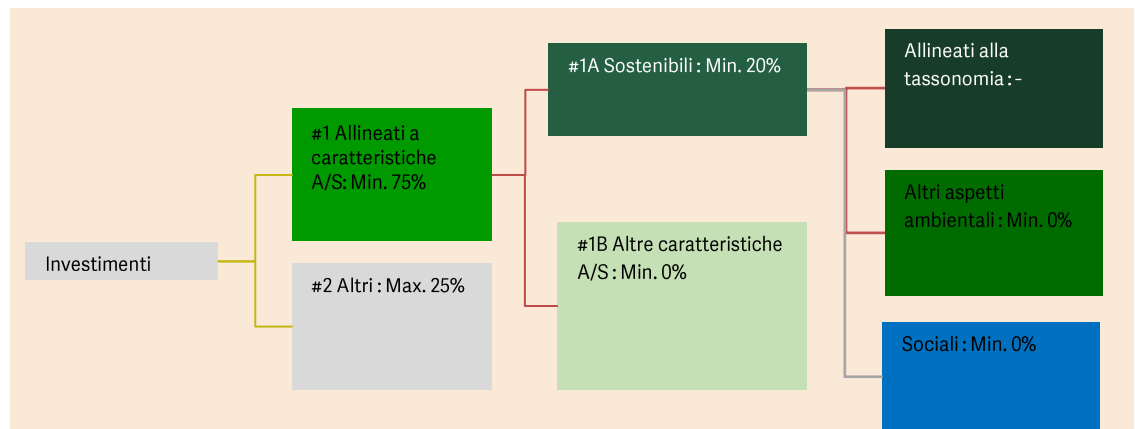 Investimenti
#1 Allineati a
caratteristiche
A/S: Min. 75%
#2 Altri : Max. 25%
#1A Sostenibili : Min. 20%
#1B Altre caratteristiche
A/S : Min. 0%
Allineati alla
tassonomia : -
Altri aspetti
ambientali : Min. 0%
Sociali : Min. 0%